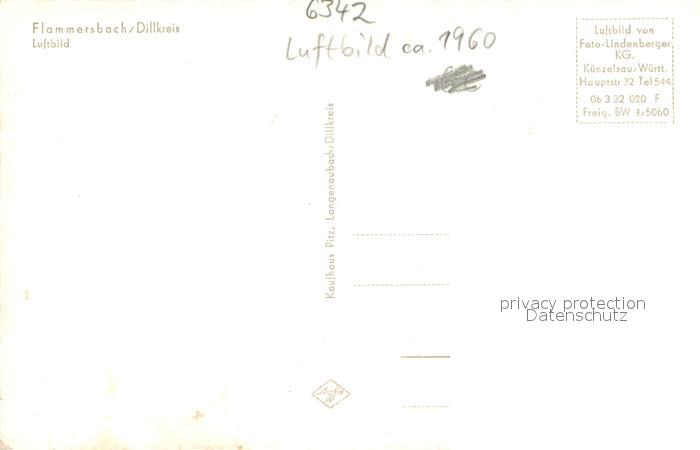 Flammersbach/Dillkreis
Luftbild
6342
Luftbild ca. 1960
Luftbild von
Foto-Lindenberger
KG.
Künzelsau/Württ.
Hauptstr 32 Tel 544
06 3 32 020 F
Freig. BW 3/5060
Kaufhaus Pitz, Langenaubach/Dillkreis
privacy protection
Datenschutz
Agfa